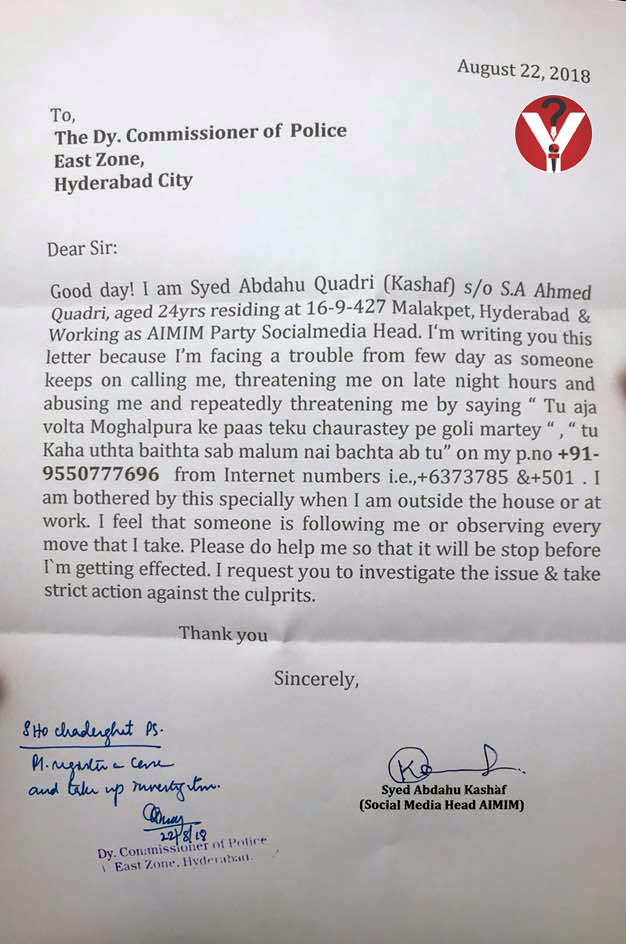 August 22, 2018
To,
The Dy. Commissioner of Police
East Zone,
Hyderabad City
Dear Sir:
Good day! I am Syed Abdahu Quadri (Kashaf) s/o S.A Ahmed
Quadri, aged 24yrs residing at 16-9-427 Malakpet, Hyderabad &
Working as AIMIM Party Socialmedia Head. I'm writing you this
letter because I'm facing a trouble from few day as someone
keeps on calling me, threatening me on late night hours and
abusing me and repeatedly threatening me by saying “ Tu aja
volta Moghalpura ke paas teku chaurastey pe goli martey “ , “ tu
Kaha uthta baithta sab malum nai bachta ab tu” on my p.no +91-
9550777696 from Internet numbers i.e.,+6373785 &+501 . I
am bothered by this specially when I am outside the house or at
work. I feel that someone is following me or observing every
move that I take. Please do help me so that it will be stop before
I`m getting effected. I request you to investigate the issue & take
strict action against the culprits.
Thank you
Sincerely,
SHO Chaderghat PS.
Pl. register a case
and take up investigation.
22/8/18
Dy. Commissioner of Police
East Zone, Hyderabad.
Syed Abdahu Kashaf
(Social Media Head AIMIM)